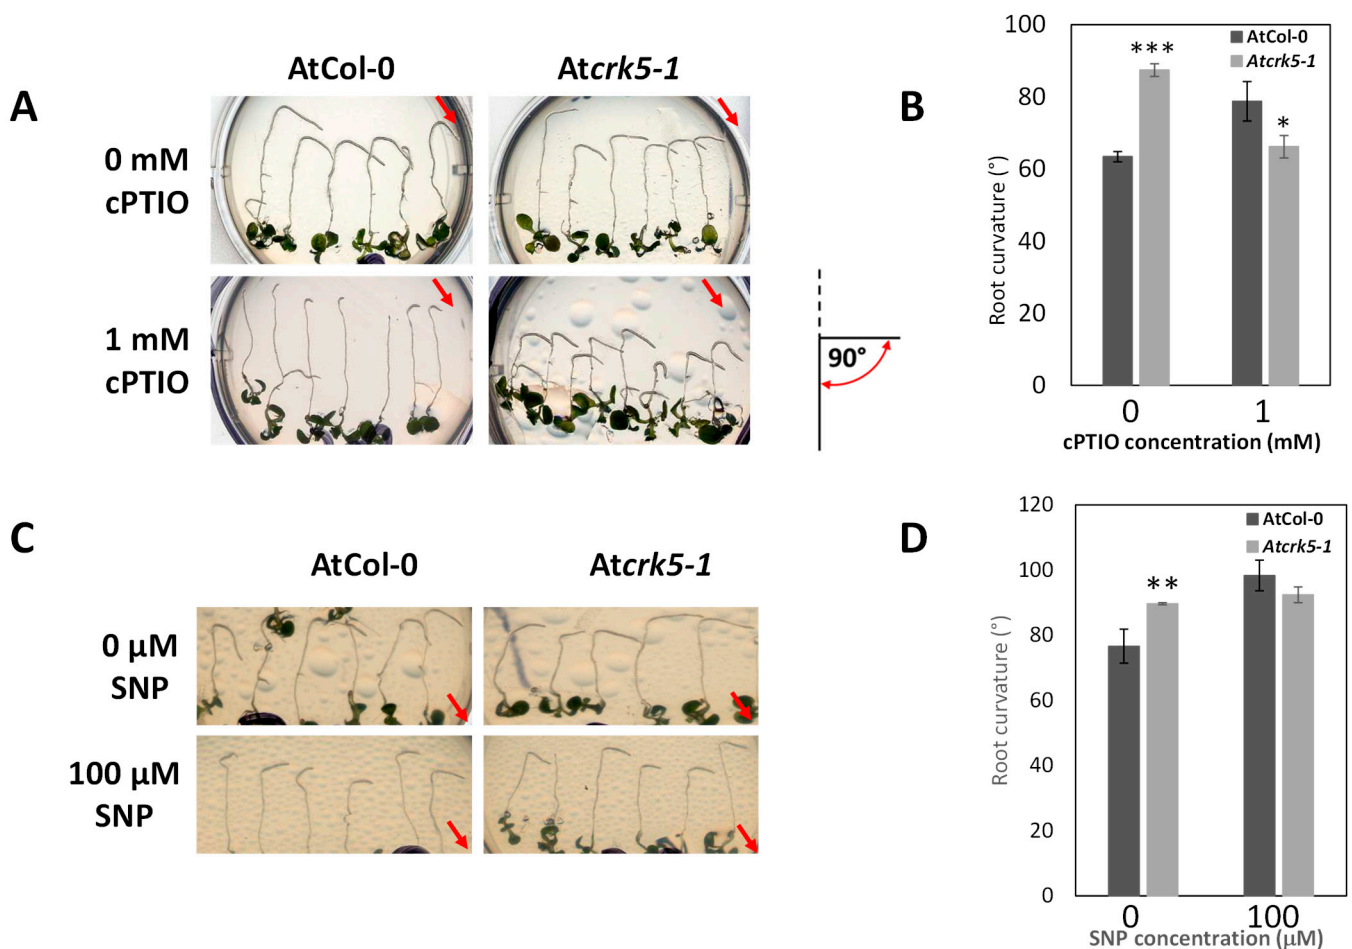 A
AtCol-0
Atcrk5-1
0 mM
cPTIO
1 mM
cPTIO
90°
B
100
80
60
40
20
0
Root curvature (°)
AtCol-0
Atcrk5-1
***
*
0
1
cPTIO concentration (mM)
C
AtCol-0
Atcrk5-1
0 µM
SNP
100 µM
SNP
D
120
100
80
60
40
20
0
Root curvature (°)
AtCol-0
Atcrk5-1
**
0
100
SNP concentration (µM)